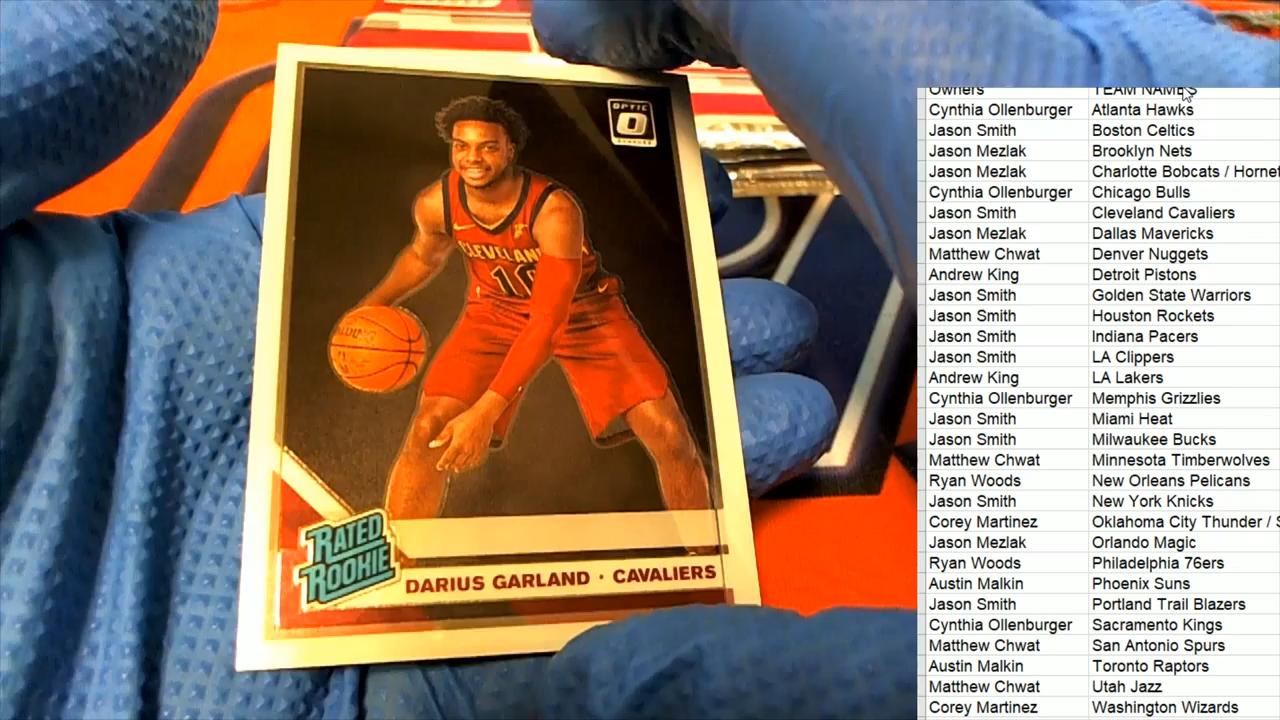 OPTIC
CLEVELAND
10
SPALDING
RATED
ROOKIE
DARIUS GARLAND · CAVALIERS
Owners TEAM NAMES
Cynthia Ollenburger Atlanta Hawks
Jason Smith Boston Celtics
Jason Mezlak Brooklyn Nets
Jason Mezlak Charlotte Bobcats / Hornet
Cynthia Ollenburger Chicago Bulls
Jason Smith Cleveland Cavaliers
Jason Mezlak Dallas Mavericks
Matthew Chwat Denver Nuggets
Andrew King Detroit Pistons
Jason Smith Golden State Warriors
Jason Smith Houston Rockets
Jason Smith Indiana Pacers
Jason Smith LA Clippers
Andrew King LA Lakers
Cynthia Ollenburger Memphis Grizzlies
Jason Smith Miami Heat
Jason Smith Milwaukee Bucks
Matthew Chwat Minnesota Timberwolves
Ryan Woods New Orleans Pelicans
Jason Smith New York Knicks
Corey Martinez Oklahoma City Thunder / S
Jason Mezlak Orlando Magic
Ryan Woods Philadelphia 76ers
Austin Malkin Phoenix Suns
Jason Smith Portland Trail Blazers
Cynthia Ollenburger Sacramento Kings
Matthew Chwat San Antonio Spurs
Austin Malkin Toronto Raptors
Matthew Chwat Utah Jazz
Corey Martinez Washington Wizards